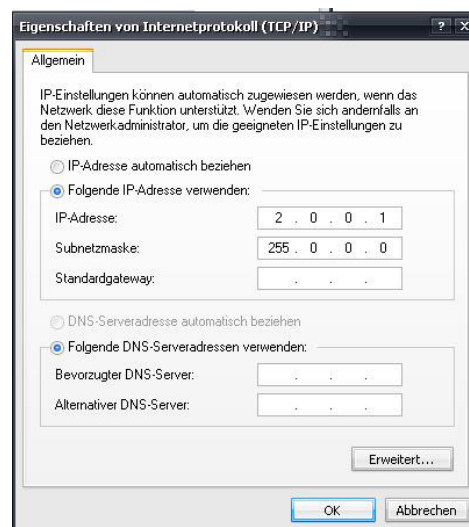 Eigenschaften von Internetprotokoll (TCP/IP)
? X
Allgemein
IP-Einstellungen können automatisch zugewiesen werden, wenn das
Netzwerk diese Funktion unterstützt. Wenden Sie sich andernfalls an
den Netzwerkadministrator, um die geeigneten IP-Einstellungen zu
beziehen.
IP-Adresse automatisch beziehen
Folgende IP-Adresse verwenden:
IP-Adresse: 2 . 0 . 0 . 1
Subnetzmaske: 255 . 0 . 0 . 0
Standardgateway: . . .
DNS-Serveradresse automatisch beziehen
Folgende DNS-Serveradressen verwenden:
Bevorzugter DNS-Server: . . .
Alternativer DNS-Server: . . .
Erweitert...
OK Abbrechen